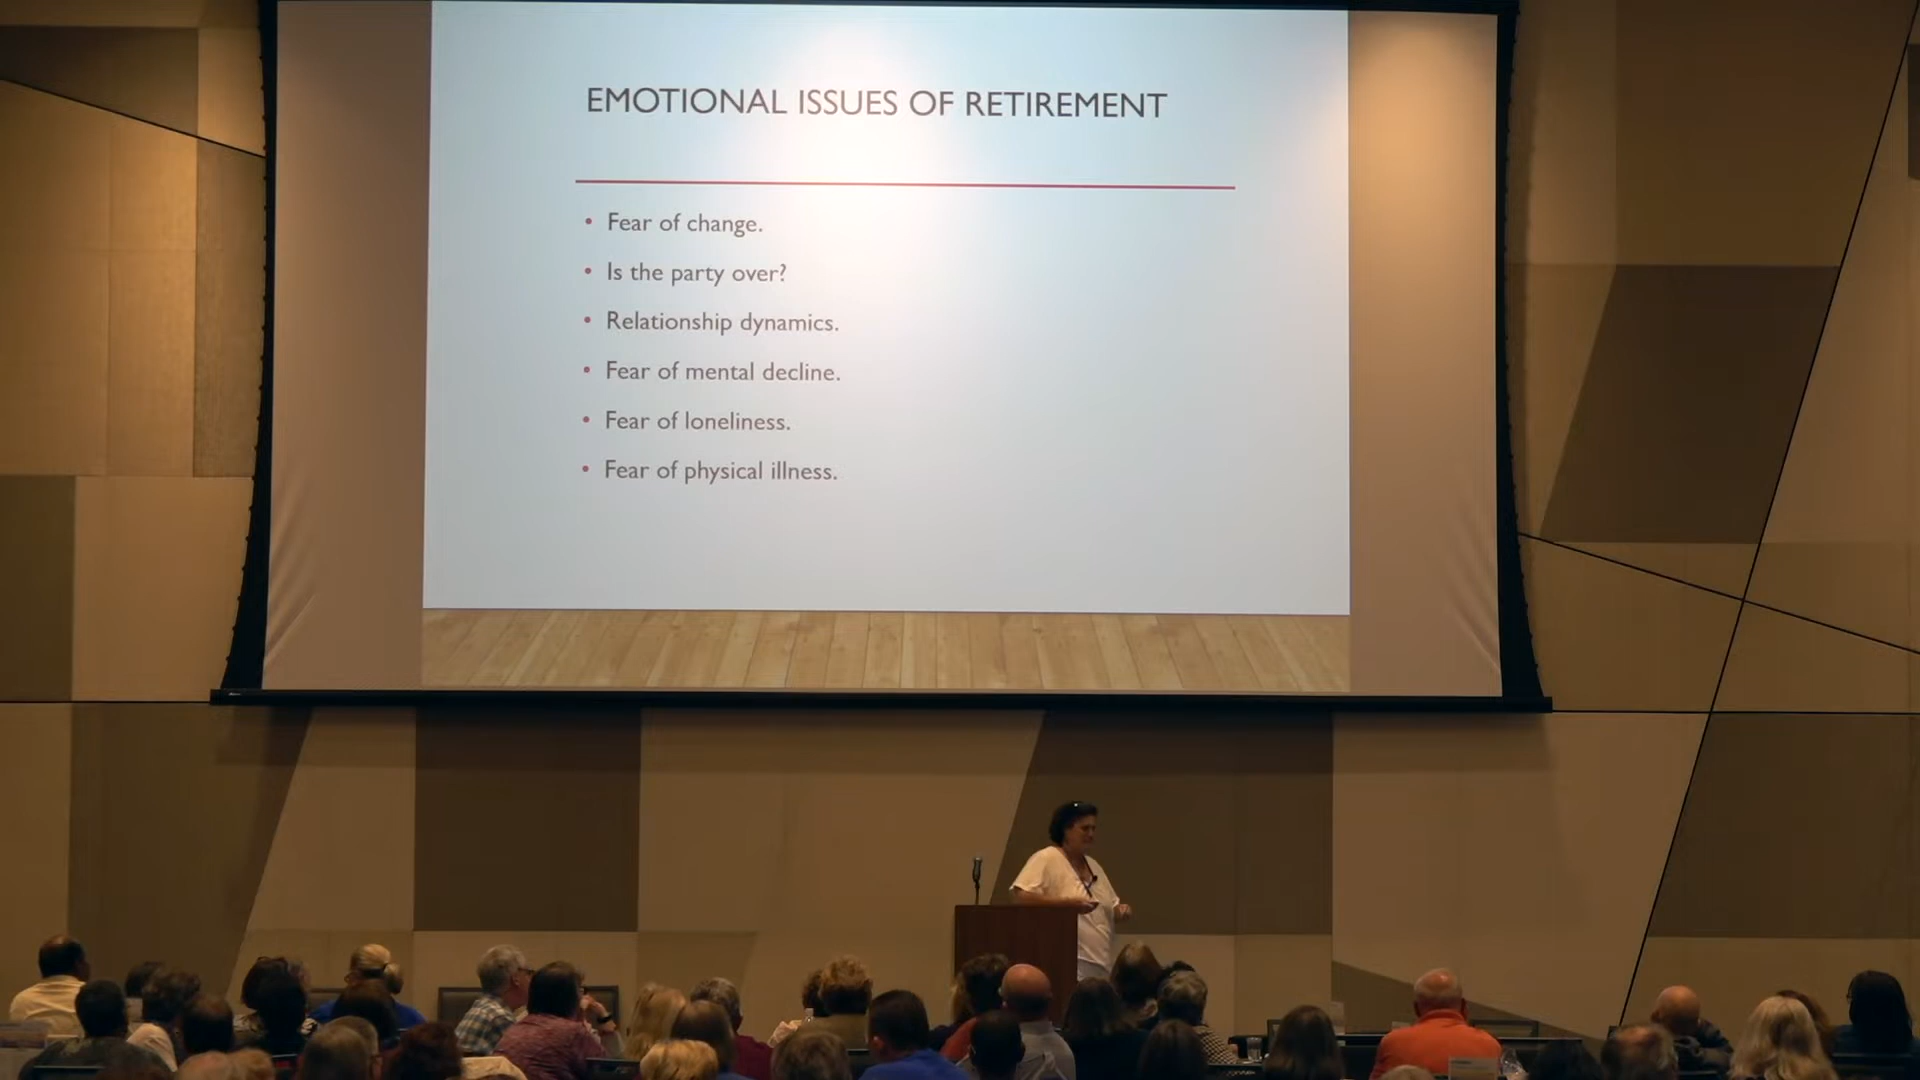 EMOTIONAL ISSUES OF RETIREMENT
• Fear of change.
• Is the party over?
• Relationship dynamics.
• Fear of mental decline.
• Fear of loneliness.
• Fear of physical illness.